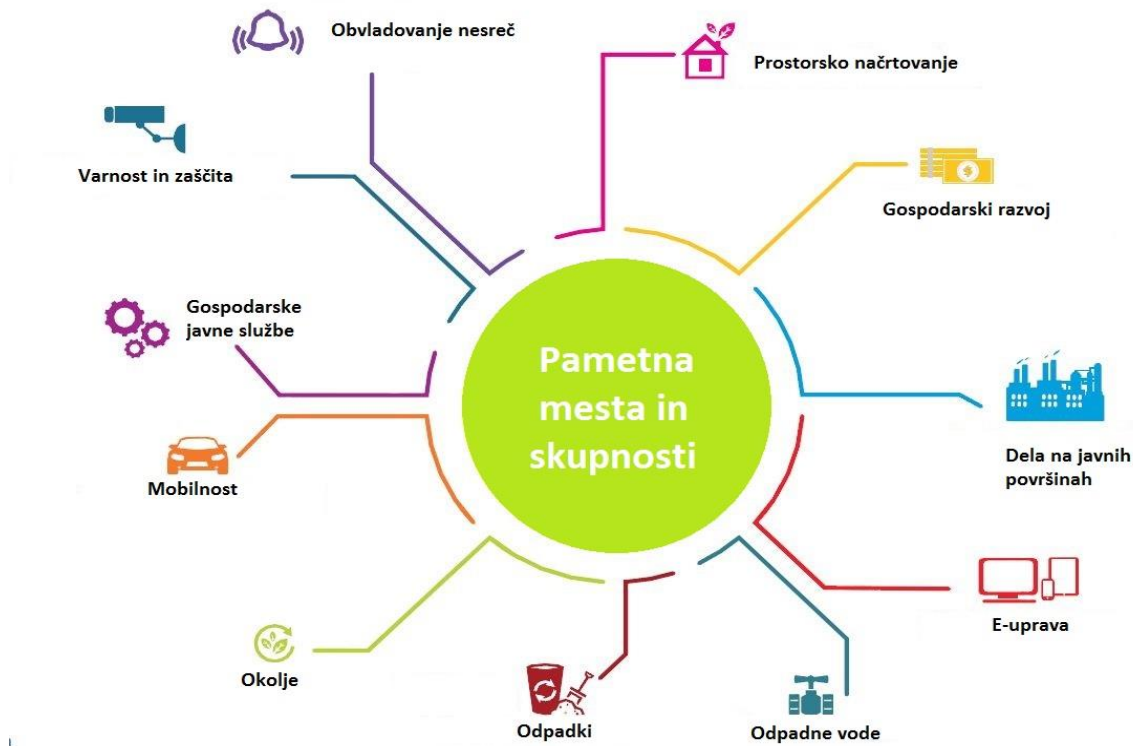 Obvladovanje nesreč
Prostorsko načrtovanje
Varnost in zaščita
Gospodarski razvoj
Gospodarske
javne službe
Pametna
mesta in
skupnosti
Dela na javnih
površinah
Mobilnost
E-uprava
Okolje
Odpadki
Odpadne vode